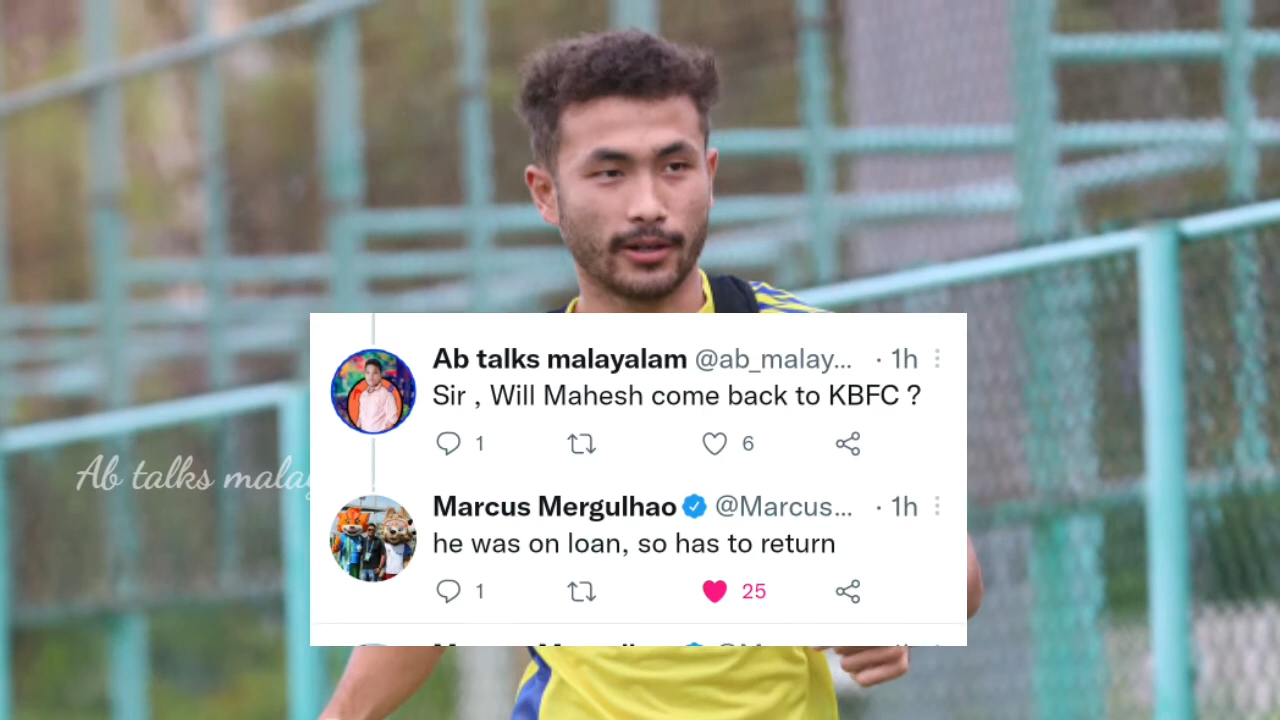 Ab talks malayalam @ab_malay... · 1h
Sir , Will Mahesh come back to KBFC ?
1 6
Ab talks malay
Marcus Mergulhao @Marcus... · 1h
he was on loan, so has to return
1 25